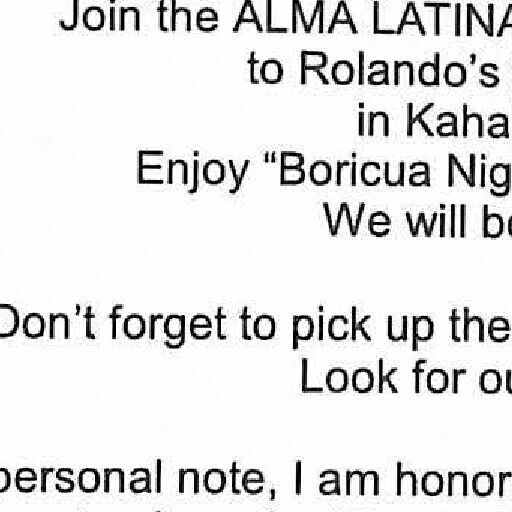 Join the ALMA LATINA
to Rolando's
in Kaha
Enjoy “Boricua Nig
We will b
Don't forget to pick up the
Look for o
personal note, I am honor